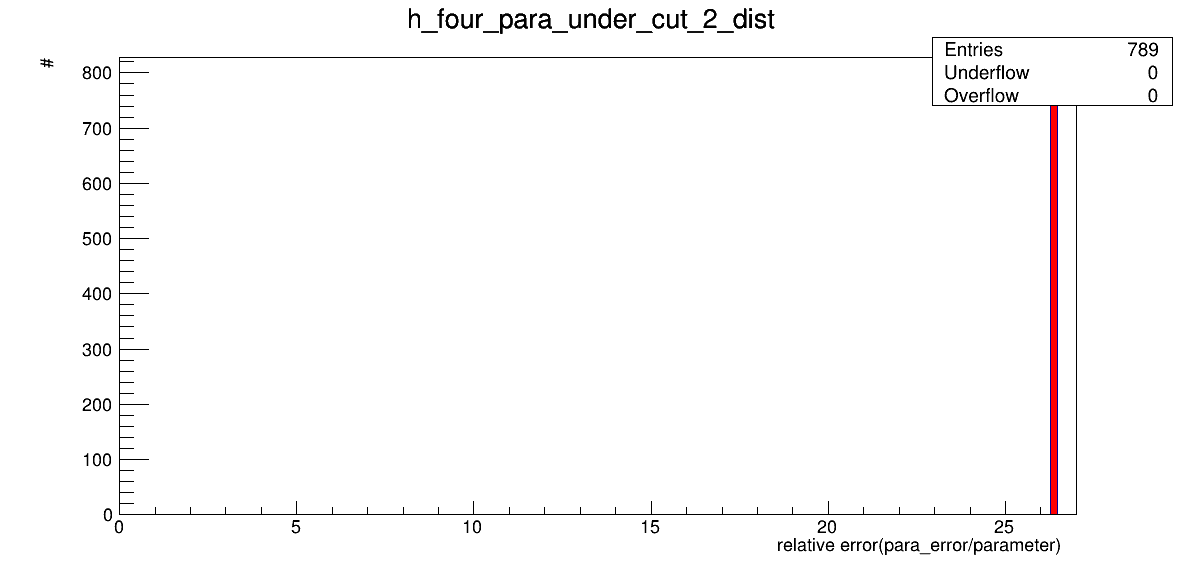 h_four_para_under_cut_2_dist
#
Entries 789
Underflow 0
Overflow 0
800
700
600
500
400
300
200
100
0
0 5 10 15 20 25
relative error(para_error/parameter)